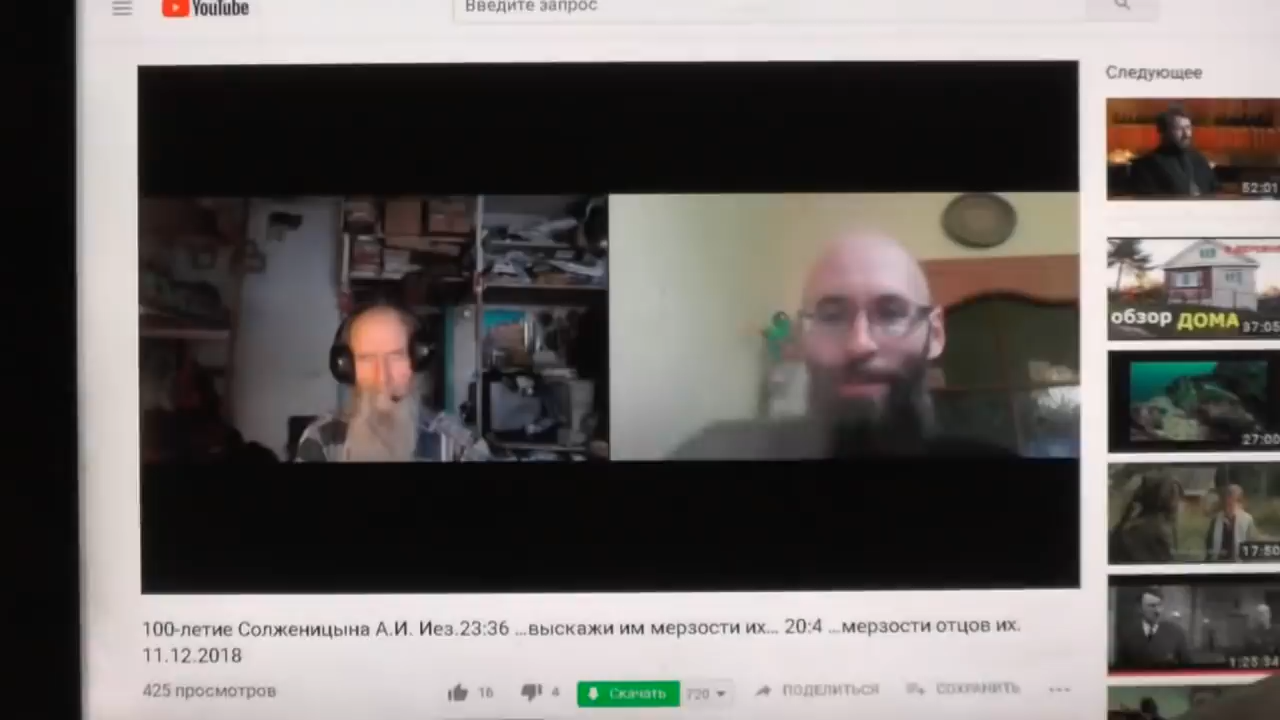 YouTube
Введите запрос
Следующее
52:01
обзор ДОМА 37:05
27:00
17:50
1:25:34
100-летие Солженицына А.И. Иез.23:36 ...выскажи им мерзости их... 20:4 ...мерзости отцов их.
11.12.2018
425 просмотров
16
4
Скачать
720
ПОДЕЛИТЬСЯ
СОХРАНИТЬ